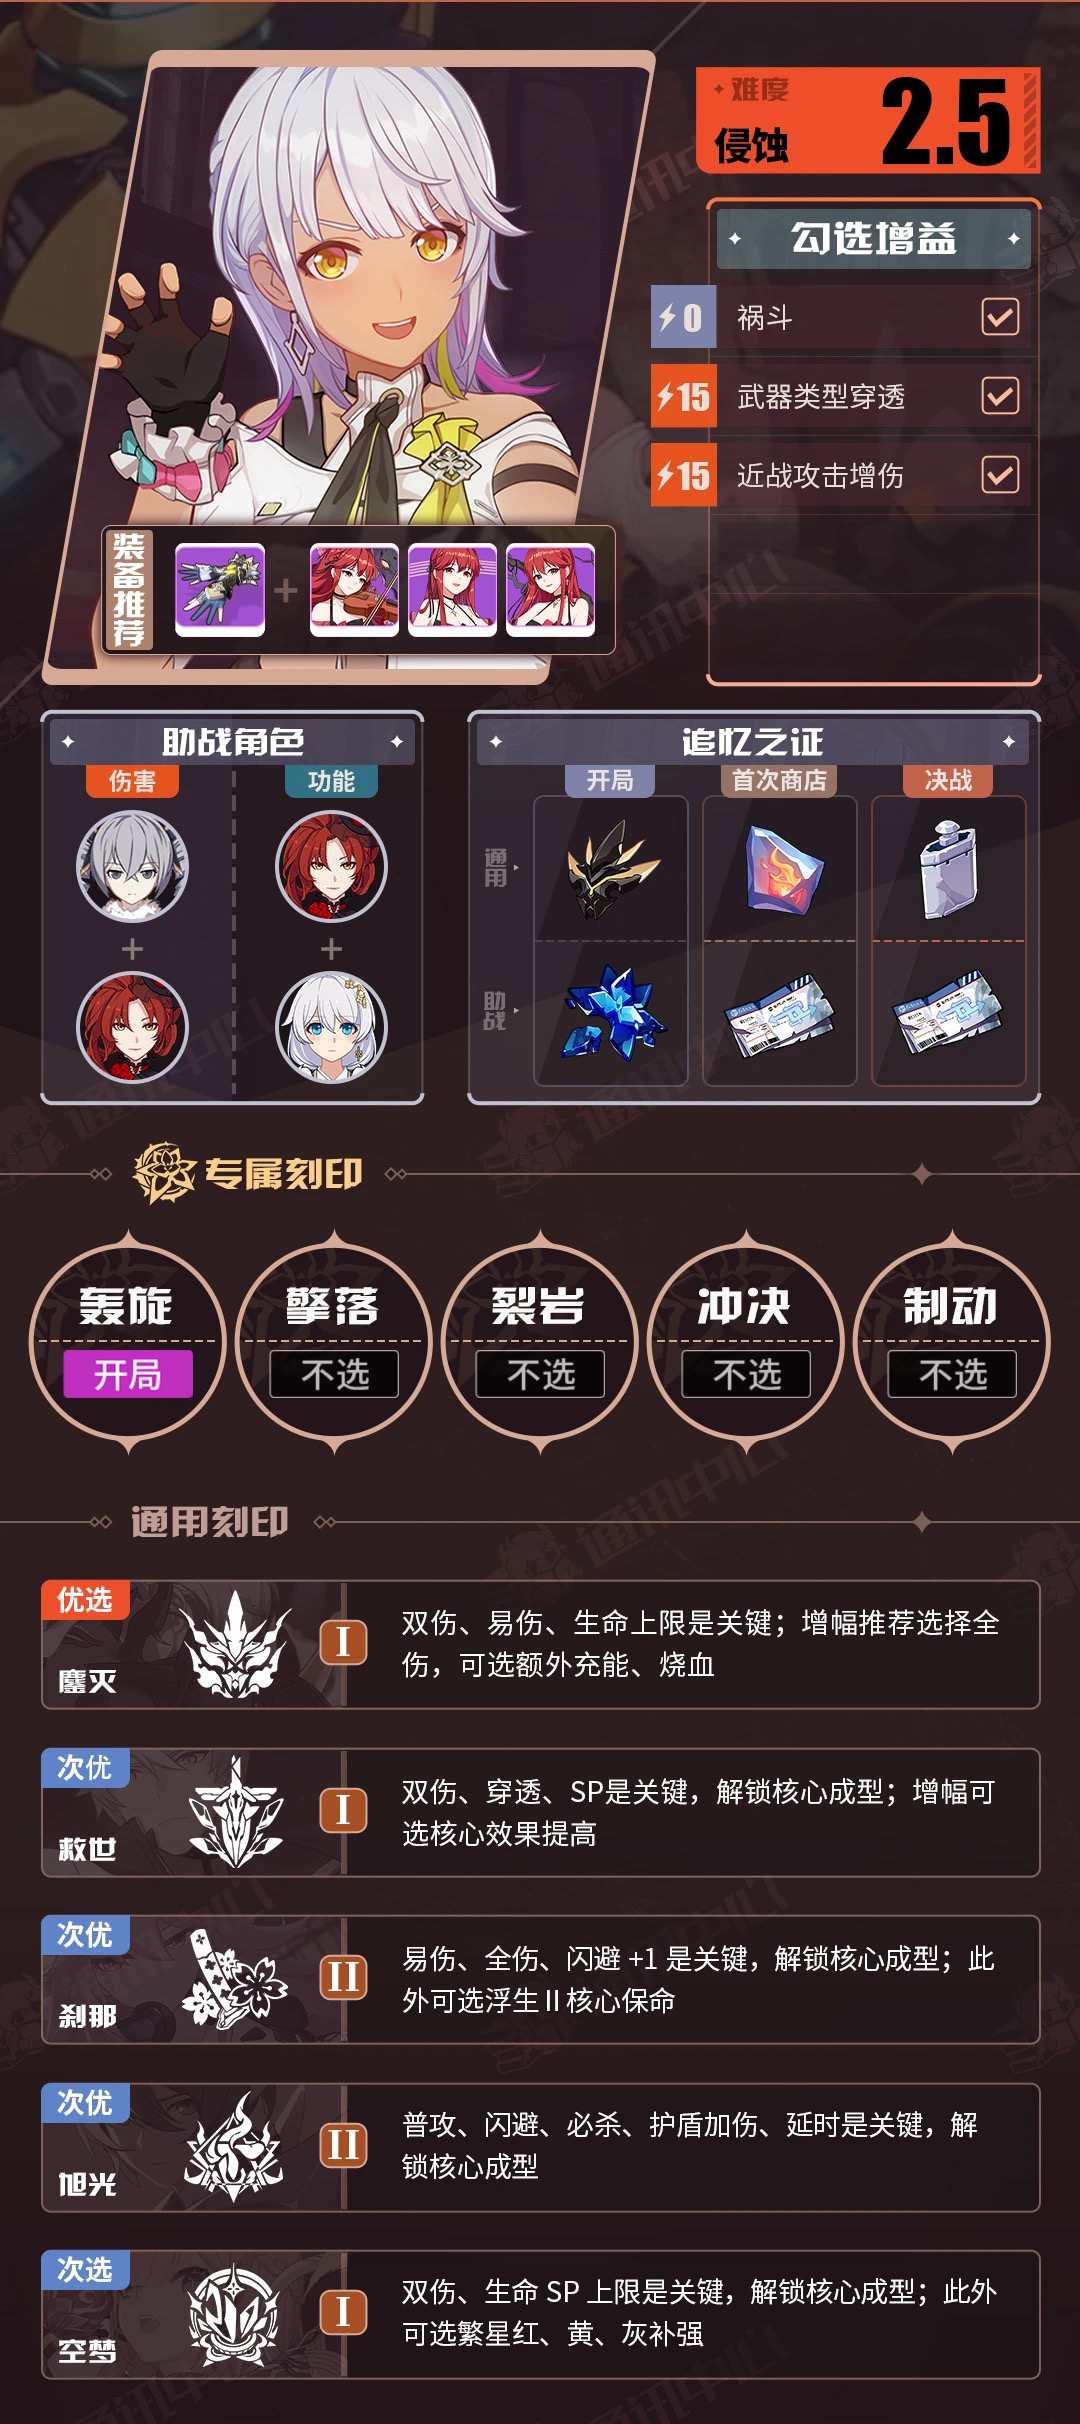 难度
侵蚀
2.5
勾选增益
0
祸斗
15
武器类型穿透
15
近战攻击增伤
装备推荐
+
助战角色
伤害
功能
+
+
追忆之证
开局
首次商店
决战
通用
助战
专属刻印
轰旋
开局
擎落
不选
裂岩
不选
冲决
不选
制动
不选
通用刻印
优选
鏖灭
I
双伤、易伤、生命上限是关键；增幅推荐选择全
伤，可选额外充能、烧血
次优
救世
I
双伤、穿透、SP是关键，解锁核心成型；增幅可
选核心效果提高
次优
刹那
II
易伤、全伤、闪避 +1 是关键，解锁核心成型；此
外可选浮生 II 核心保命
次优
旭光
II
普攻、闪避、必杀、护盾加伤、延时是关键，解
锁核心成型
次选
空梦
I
双伤、生命 SP 上限是关键，解锁核心成型；此外
可选繁星红、黄、灰补强
通讯中心